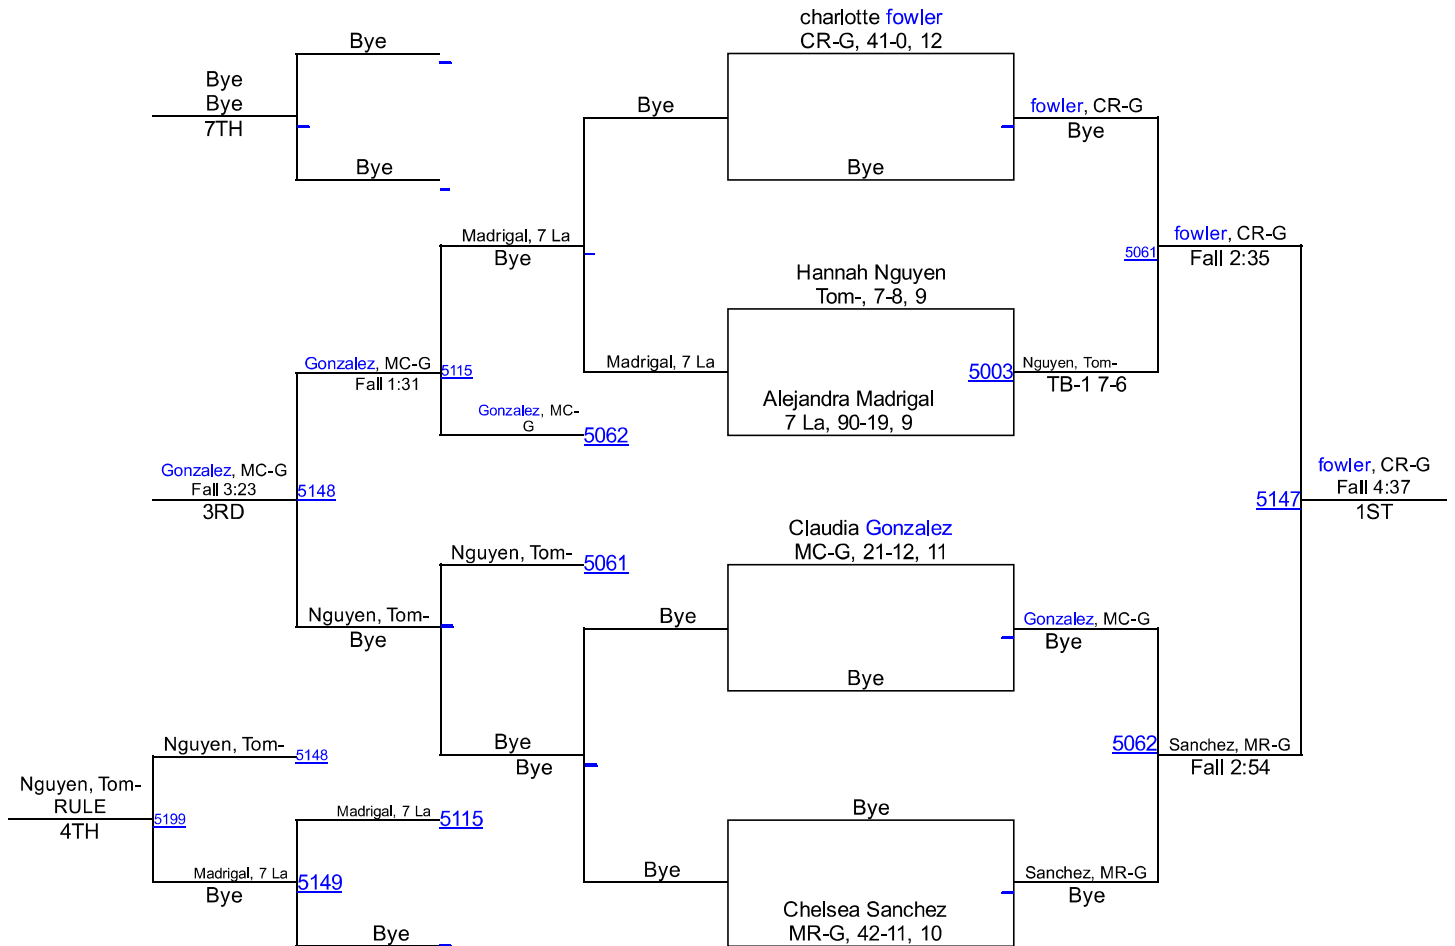 Bye
Bye
Bye
7TH
Bye
charlotte fowler
CR-G, 41-0, 12
Bye
fowler, CR-G
Bye
Bye
Madrigal, 7 La
Bye
5061
fowler, CR-G
Fall 2:35
Hannah Nguyen
Tom-, 7-8, 9
Gonzalez, MC-G
Fall 1:31
5115
Madrigal, 7 La
5003
Nguyen, Tom-
TB-1 7-6
Alejandra Madrigal
7 La, 90-19, 9
Gonzalez, MC-
G
5062
Gonzalez, MC-G
Fall 3:23
3RD
5148
5147
fowler, CR-G
Fall 4:37
1ST
Claudia Gonzalez
MC-G, 21-12, 11
Nguyen, Tom-
5061
Nguyen, Tom-
Bye
Bye
Gonzalez, MC-G
Bye
Bye
Bye
Bye
5062
Sanchez, MR-G
Fall 2:54
Nguyen, Tom-
5148
Nguyen, Tom-
RULE
4TH
5199
Madrigal, 7 La
5115
Bye
Madrigal, 7 La
Bye
5149
Bye
Sanchez, MR-G
Bye
Chelsea Sanchez
MR-G, 42-11, 10
Bye